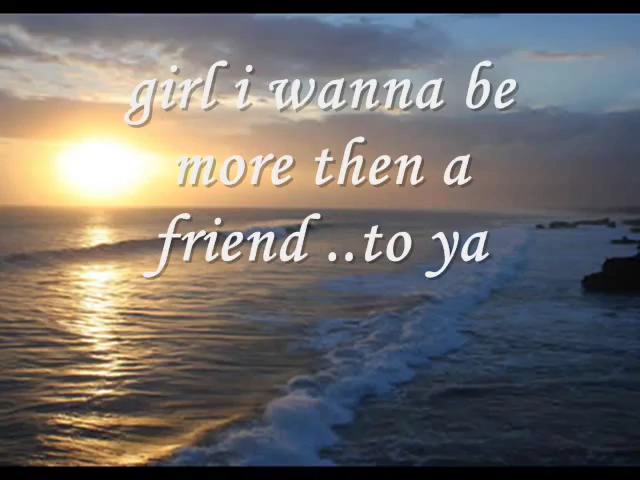 girl i wanna be
more then a
friend ..to ya